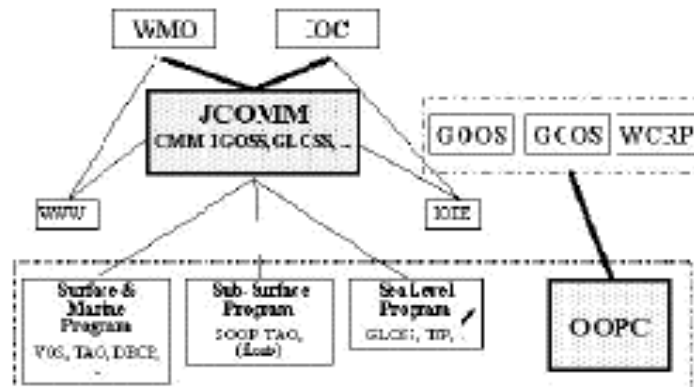 WMO
IOC
JCOMM
CMM IGOSS, GLOSS, ...
GOOS
GCOS
WCRP
WWW
IODE
Surface &
Marine
Program
VOS, TAO, DBCP,
Sub-Surface
Program
SOOP TAO,
(floats)
Sea Level
Program
GLOSS,
OOPC